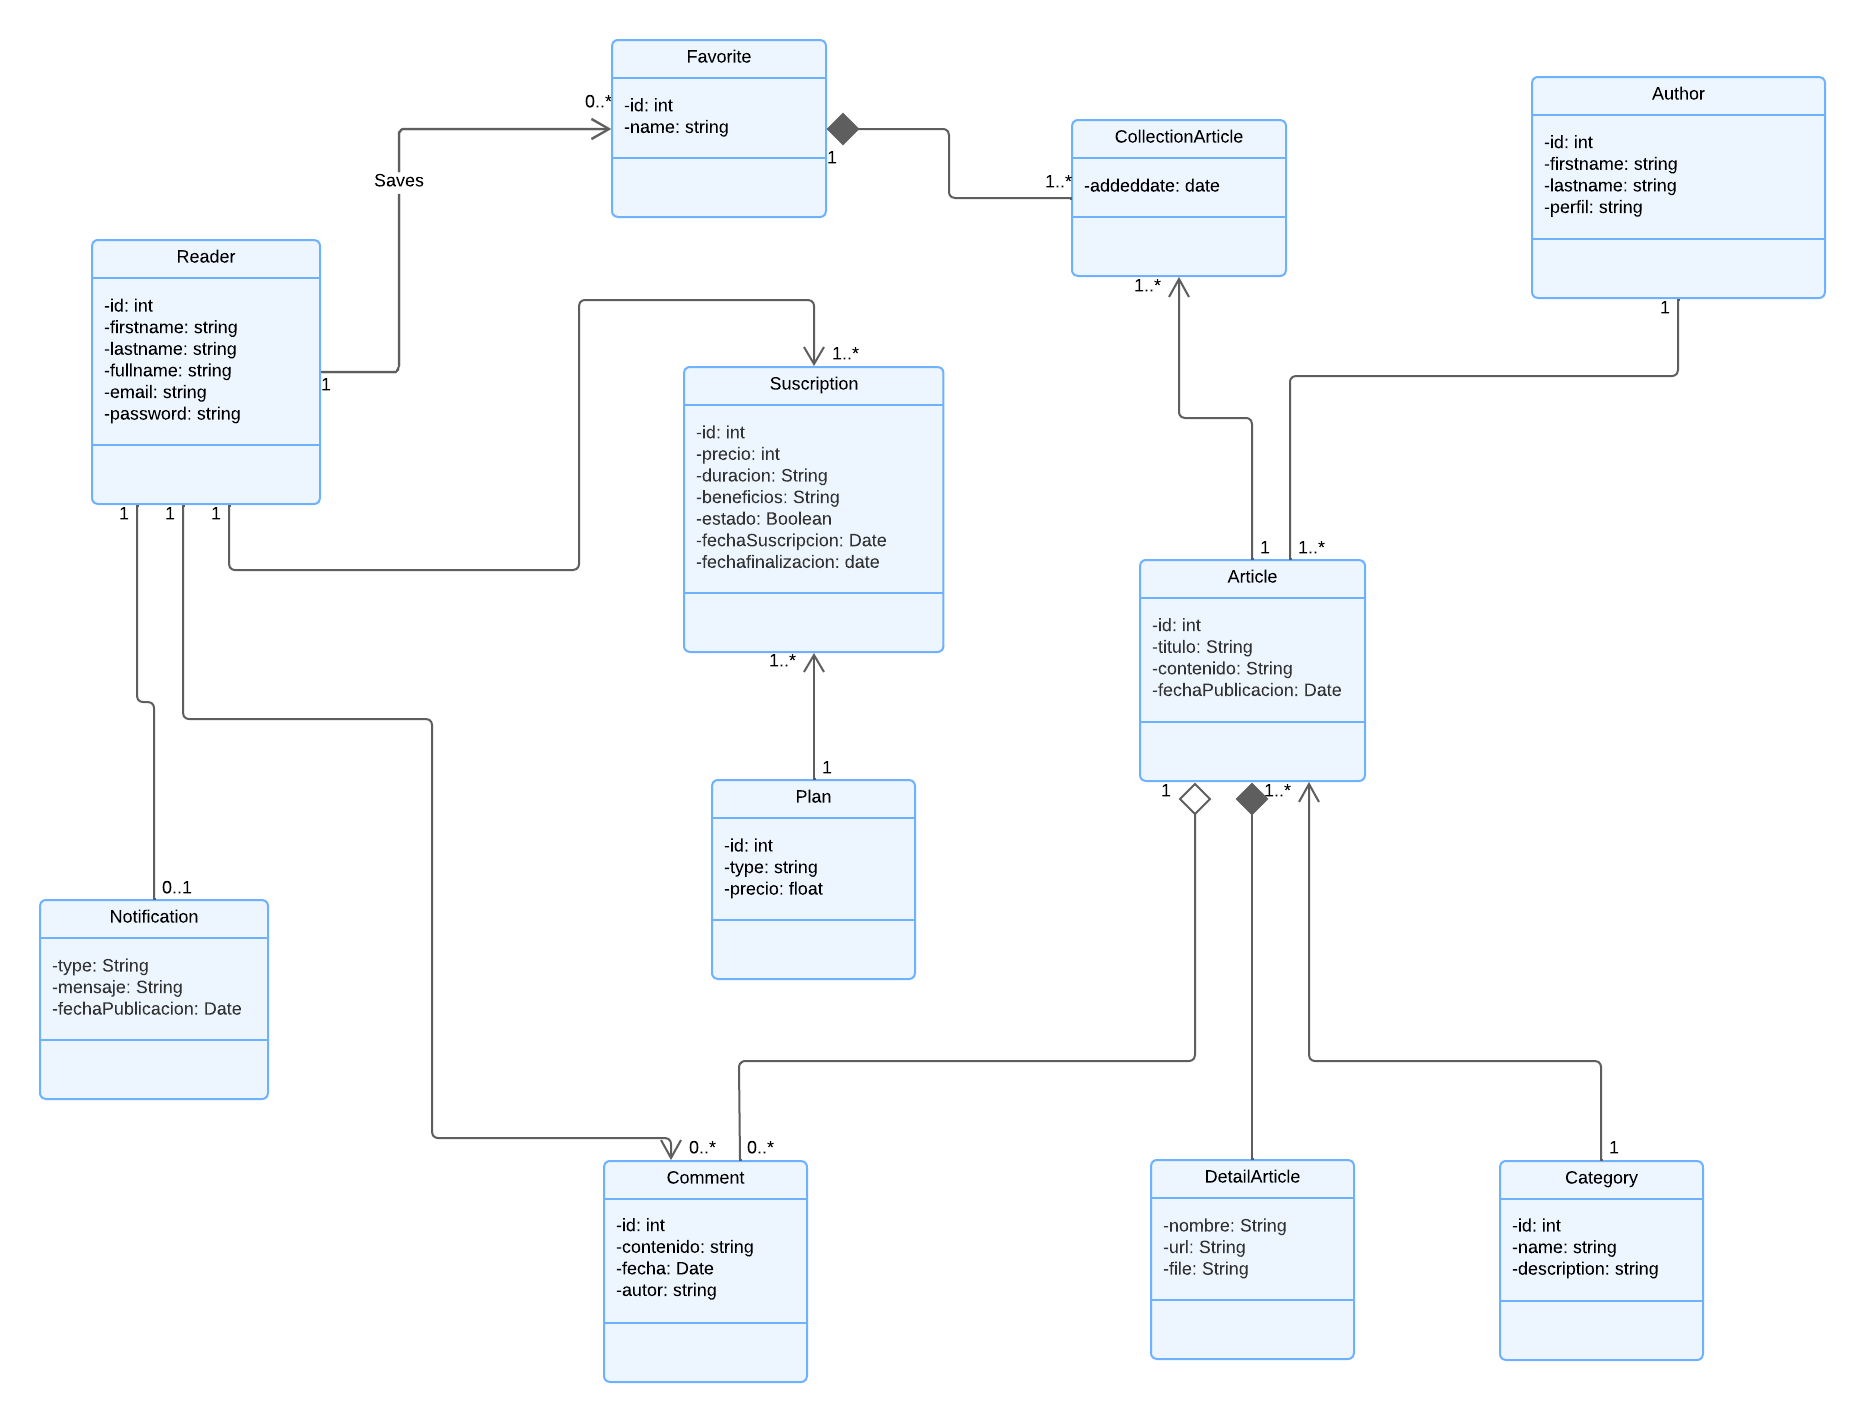 Favorite
-id: int
-name: string
0..*
1
Saves
CollectionArticle
-addeddate: date
1..*
1..*
Author
-id: int
-firstname: string
-lastname: string
-perfil: string
1
Reader
-id: int
-firstname: string
-lastname: string
-fullname: string
-email: string
-password: string
1
1
1
1
1..*
Suscription
-id: int
-precio: int
-duracion: String
-beneficios: String
-estado: Boolean
-fechaSuscripcion: Date
-fechafinalizacion: date
1..*
1
Plan
-id: int
-type: string
-precio: float
1
1..*
Article
-id: int
-titulo: String
-contenido: String
-fechaPublicacion: Date
1
1..*
0..1
Notification
-type: String
-mensaje: String
-fechaPublicacion: Date
0..*
0..*
Comment
-id: int
-contenido: string
-fecha: Date
-autor: string
DetailArticle
-nombre: String
-url: String
-file: String
1
Category
-id: int
-name: string
-description: string